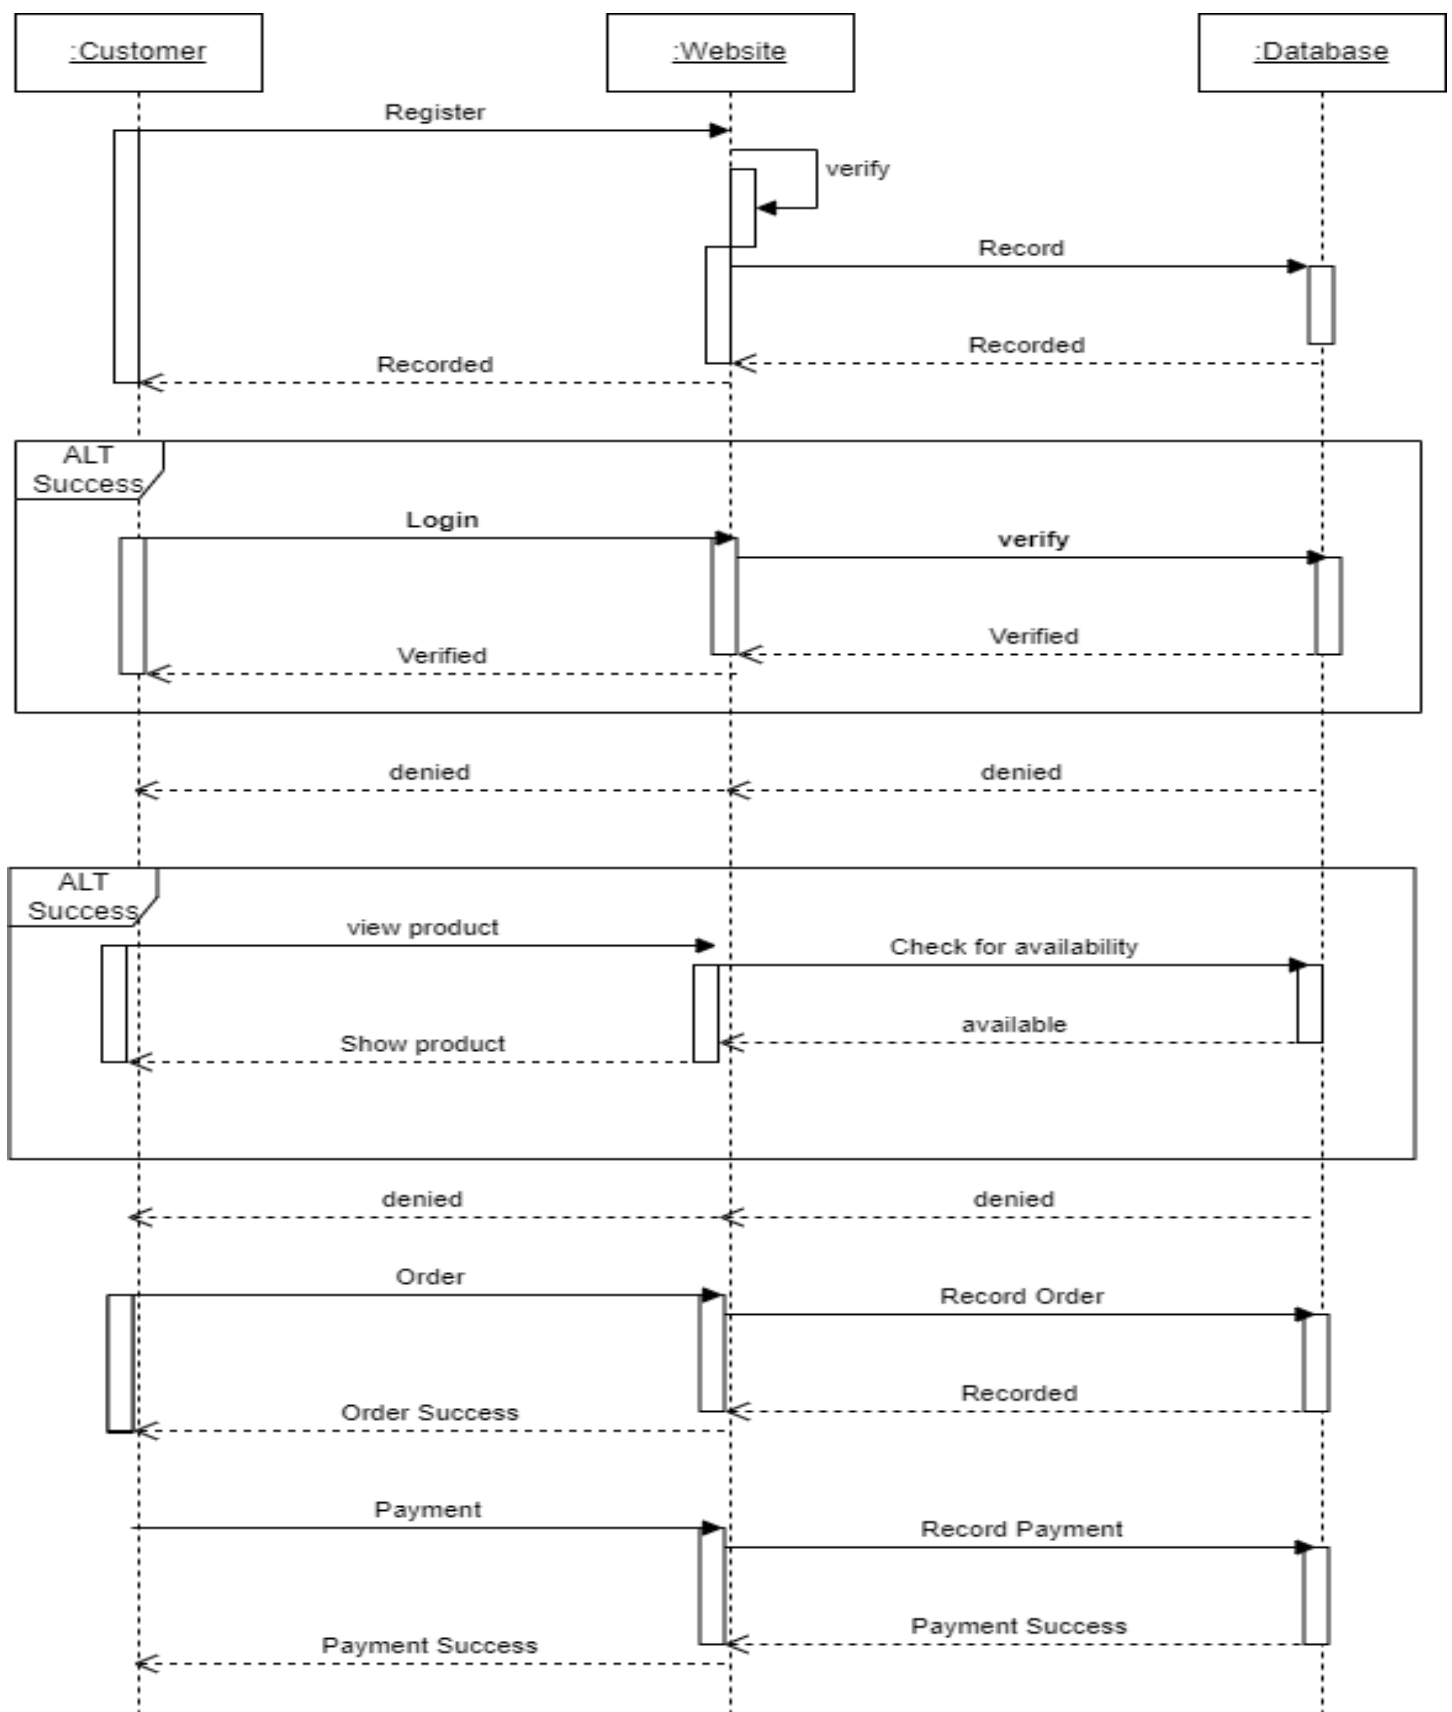 :Customer
:Website
:Database
Register
verify
Record
Recorded
Recorded
ALT
Success
Login
verify
Verified
Verified
denied
denied
ALT
Success
view product
Check for availability
available
Show product
denied
denied
Order
Record Order
Recorded
Order Success
Payment
Record Payment
Payment Success
Payment Success